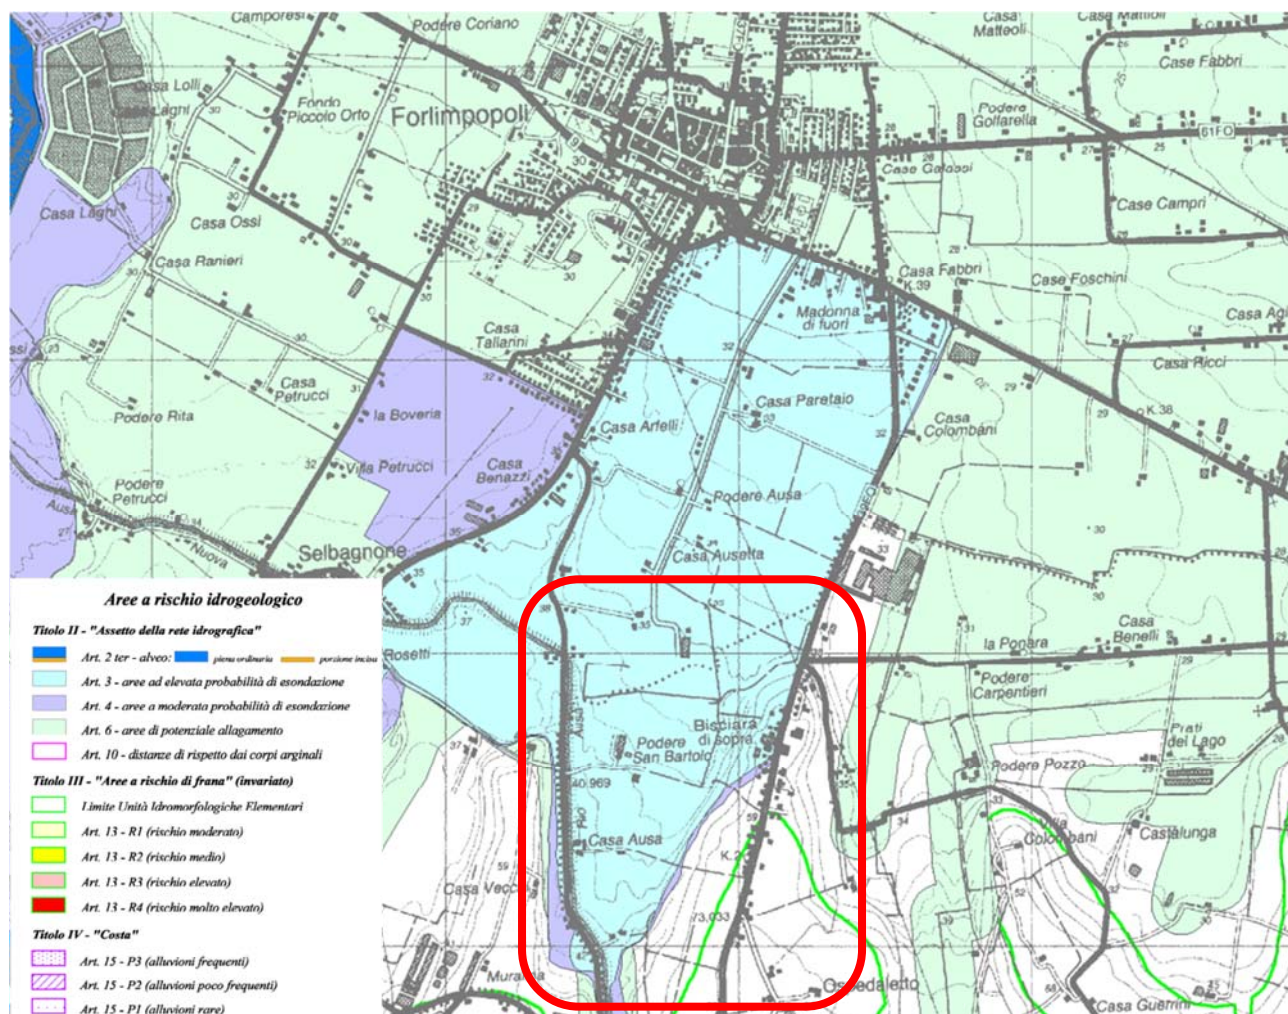 Camporesi
Podere Coriano
Casa
Matteoli
Case Mattioli
Case Fabbri
Casa Lolli
Casa Lagni
Fondo
Piccolo Orto
Forlimpopoli
Podere
Golfarella
61FO
Case Galassi
Casa Laghi
Casa Ossi
Case Campri
Casa Ranieri
Casa Fabbri
K.39
Case Foschini
Madonna
di fuori
Casa
Tallanni
Casa Ricci
Casa
Petrucci
Podere Rita
la Boveria
Casa Paretaio
K.38
Casa Arfelli
Casa
Colombani
Villa Petrucci
Casa
Benazzi
Podere
Petrucci
Ausa
Nuova
Podere Ausa
Selbagnone
Casa Ausetta
Rosetti
la Ponara
Casa
Benelli
Podere
Carpentieri
Bisciara
di sopra
Podere
San Bartolo
Prati
del Lago
Podere Pozzo
40.969
Ausa
Rio
Casa Ausa
Villa
Colombani
Castalunga
K.2
Casa Vecchi
73.033
Muralma
Ospedaletto
Casa Guerrini
Aree a rischio idrogeologico
Titolo II - "Assetto della rete idrografica"
Art. 2 ter - alveo: piena ordinaria porzione incisa
Art. 3 - aree ad elevata probabilità di esondazione
Art. 4 - aree a moderata probabilità di esondazione
Art. 6 - aree di potenziale allagamento
Art. 10 - distanze di rispetto dai corpi arginali
Titolo III - "Aree a rischio di frana" (invariato)
Limite Unità Idromorfologiche Elementari
Art. 13 - R1 (rischio moderato)
Art. 13 - R2 (rischio medio)
Art. 13 - R3 (rischio elevato)
Art. 13 - R4 (rischio molto elevato)
Titolo IV - "Costa"
Art. 15 - P3 (alluvioni frequenti)
Art. 15 - P2 (alluvioni poco frequenti)
Art. 15 - P1 (alluvioni rare)